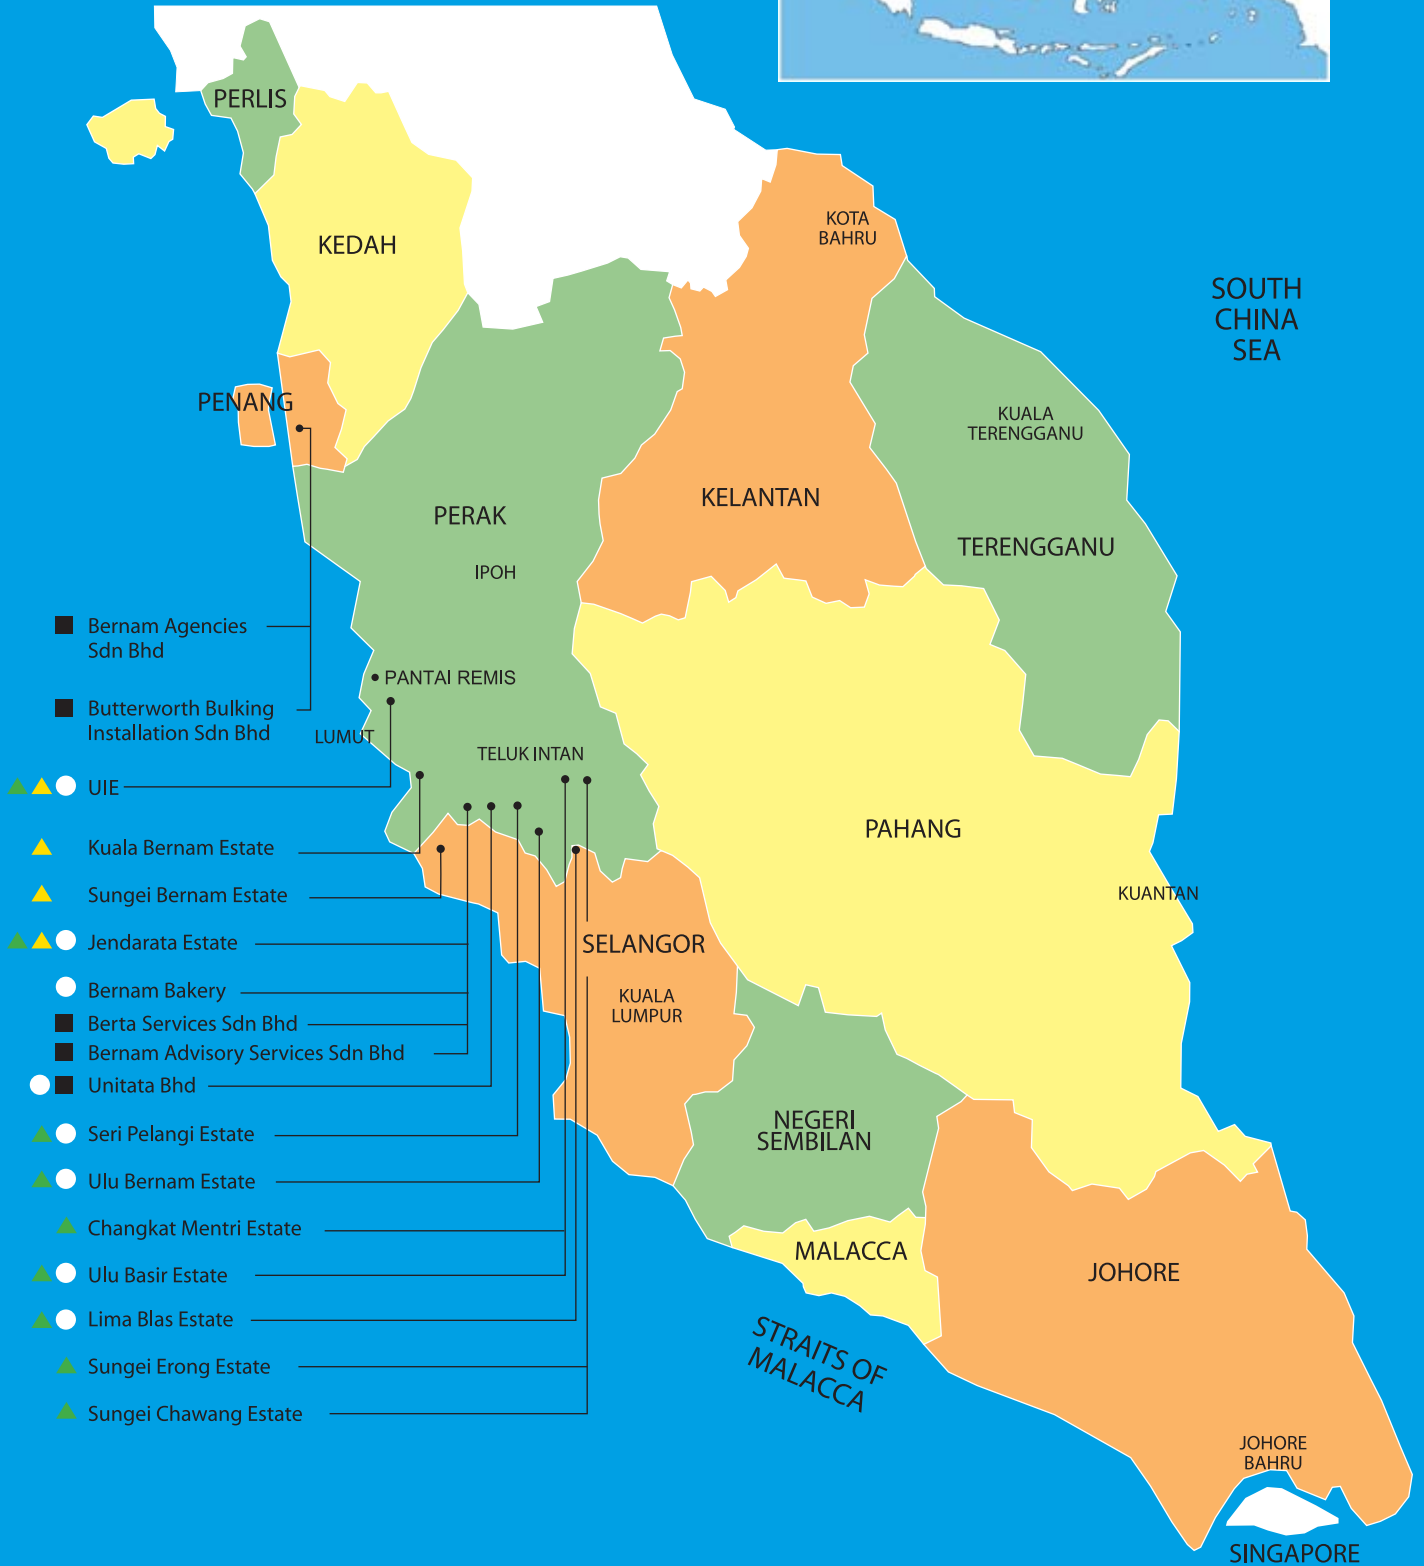 PERLIS
KEDAH
KOTA
BAHRU
SOUTH
CHINA
SEA
PENANG
KUALA
TERENGGANU
KELANTAN
PERAK
TERENGGANU
IPOH
Bernam Agencies
Sdn Bhd
PANTAI REMIS
Butterworth Bulking
Installation Sdn Bhd
LUMUT
TELUK INTAN
UIE
PAHANG
Kuala Bernam Estate
KUANTAN
Sungei Bernam Estate
Jendarata Estate
SELANGOR
Bernam Bakery
KUALA
LUMPUR
Berta Services Sdn Bhd
Bernam Advisory Services Sdn Bhd
Unitata Bhd
NEGERI
SEMBILAN
Seri Pelangi Estate
Ulu Bernam Estate
Changkat Mentri Estate
MALACCA
JOHORE
Ulu Basir Estate
Lima Blas Estate
STRAITS OF
MALACCA
Sungei Erong Estate
Sungei Chawang Estate
JOHORE
BAHRU
SINGAPORE